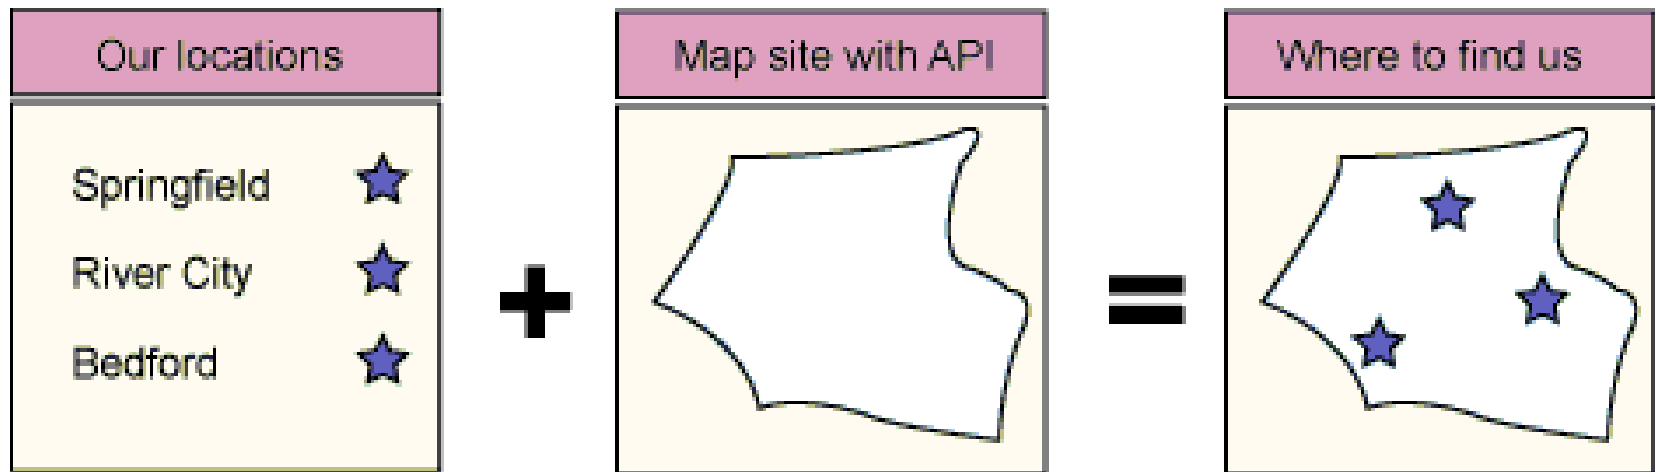 Our locations
Springfield
River City
Bedford
+
Map site with API
=
Where to find us